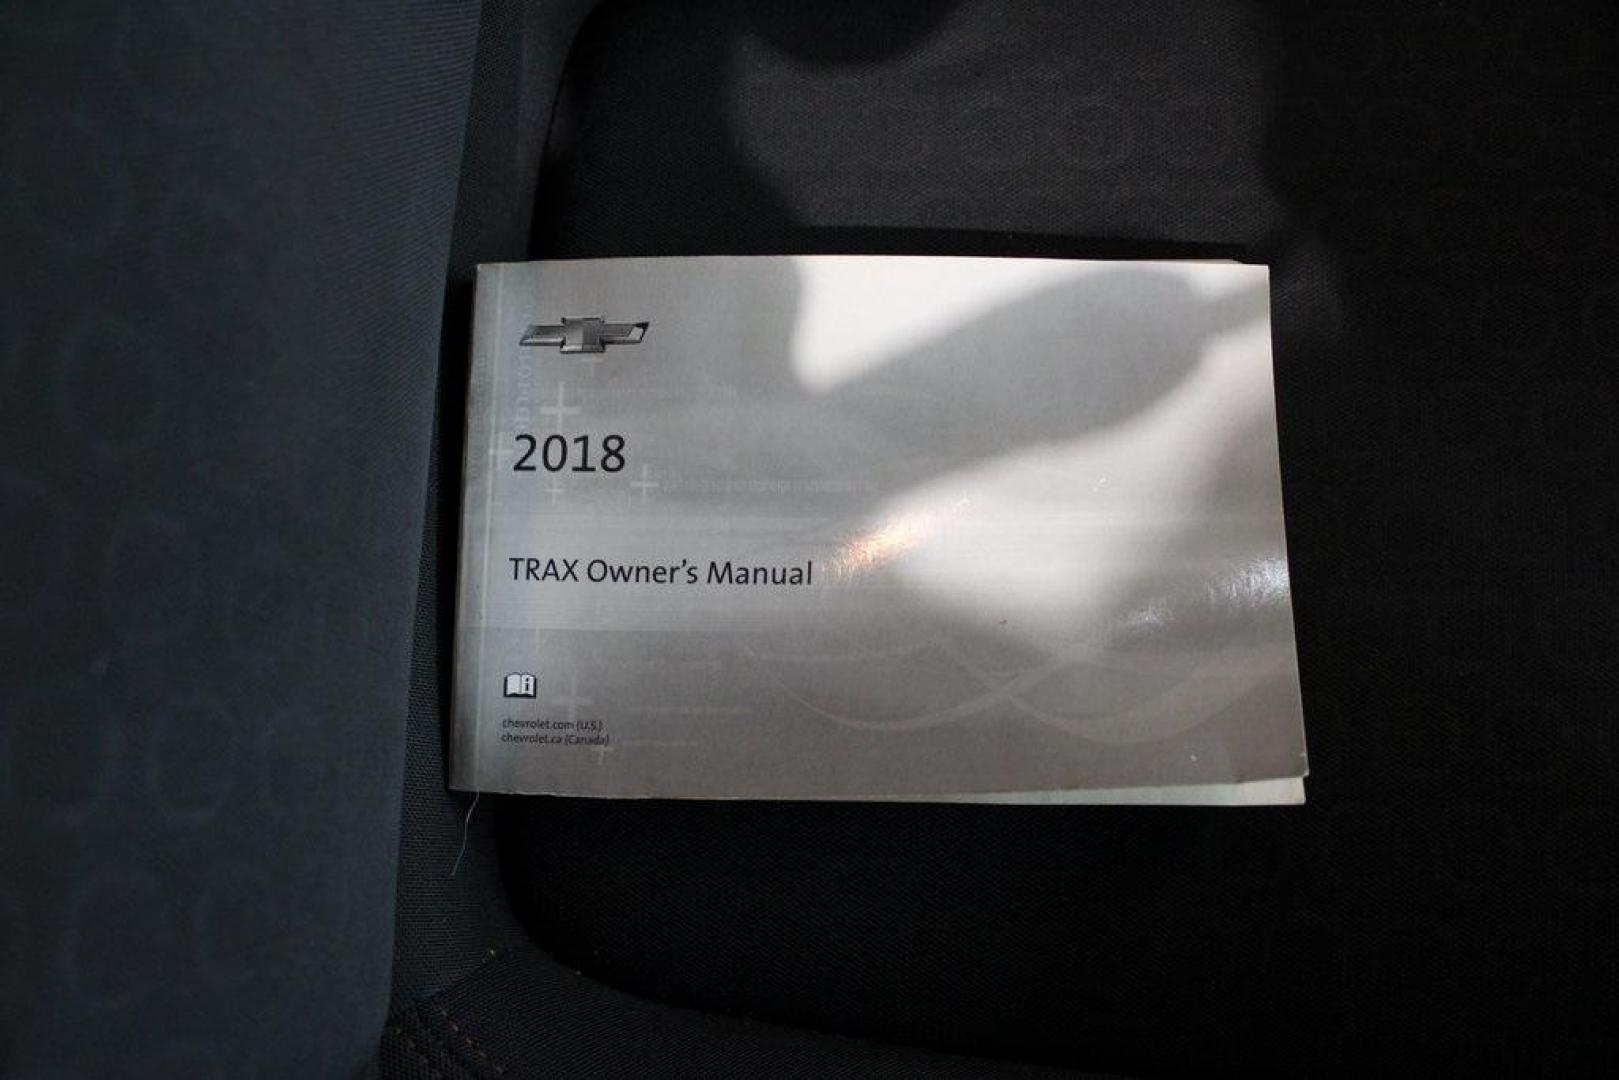 2018
TRAX Owner's Manual
chevrolet.com (U.S.)
chevrolet.ca (Canada)